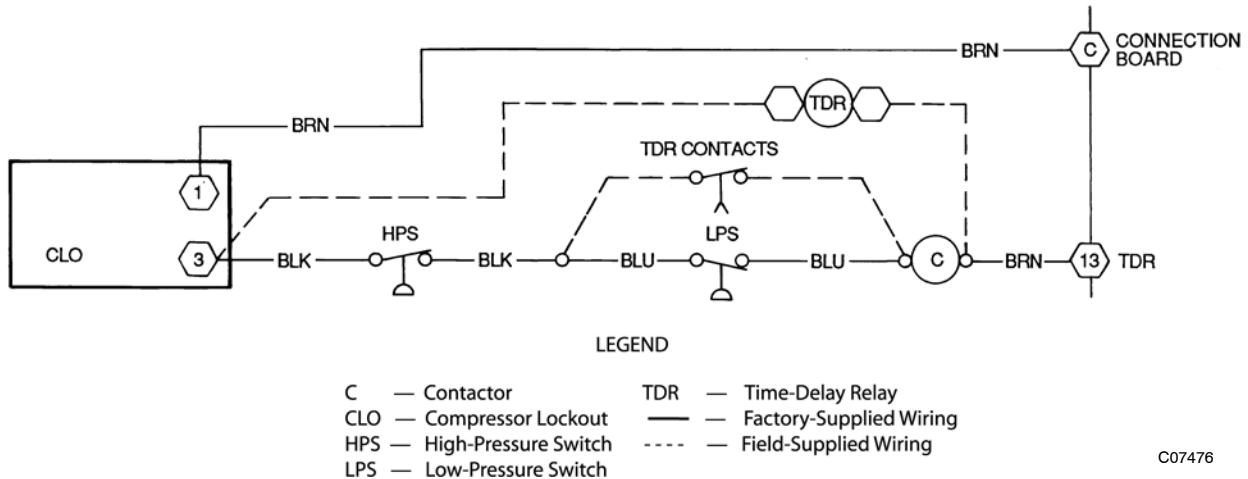 BRN
C
CONNECTION
BOARD
TDR
BRN
TDR CONTACTS
1
CLO
3
BLK
HPS
BLK
BLU
LPS
BLU
C
BRN
13
TDR
LEGEND
C — Contactor
CLO — Compressor Lockout
HPS — High-Pressure Switch
LPS — Low-Pressure Switch
TDR — Time-Delay Relay
— Factory-Supplied Wiring
— Field-Supplied Wiring
C07476